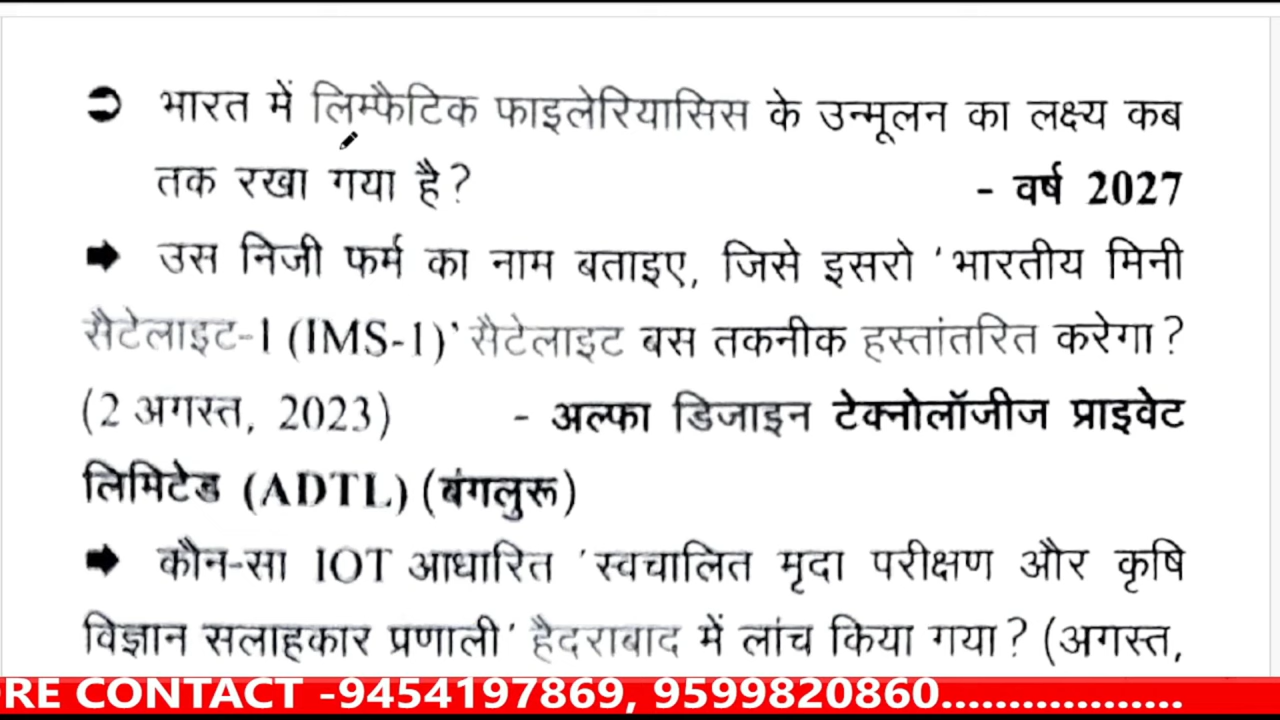 ➲ भारत में लिम्फैटिक फाइलेरियासिस के उन्मूलन का लक्ष्य कब
तक रखा गया है? - वर्ष 2027
➡ उस निजी फर्म का नाम बताइए, जिसे इसरो 'भारतीय मिनी
सैटेलाइट-1 (IMS-1)' सैटेलाइट बस तकनीक हस्तांतरित करेगा?
(2 अगस्त, 2023) - अल्फा डिजाइन टेक्नोलॉजीज प्राइवेट
लिमिटेड (ADTL) (बंगलुरू)
➡ कौन-सा IOT आधारित 'स्वचालित मृदा परीक्षण और कृषि
विज्ञान सलाहकार प्रणाली' हैदराबाद में लांच किया गया? (अगस्त,
ORE CONTACT -9454197869, 9599820860..................